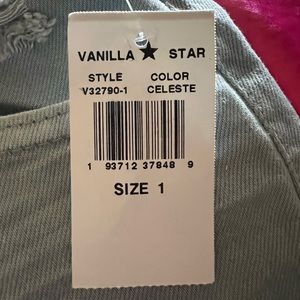 VANILLA ★ STAR
STYLE COLOR
V32790-1 CELESTE
1 93712 37848 9
SIZE 1